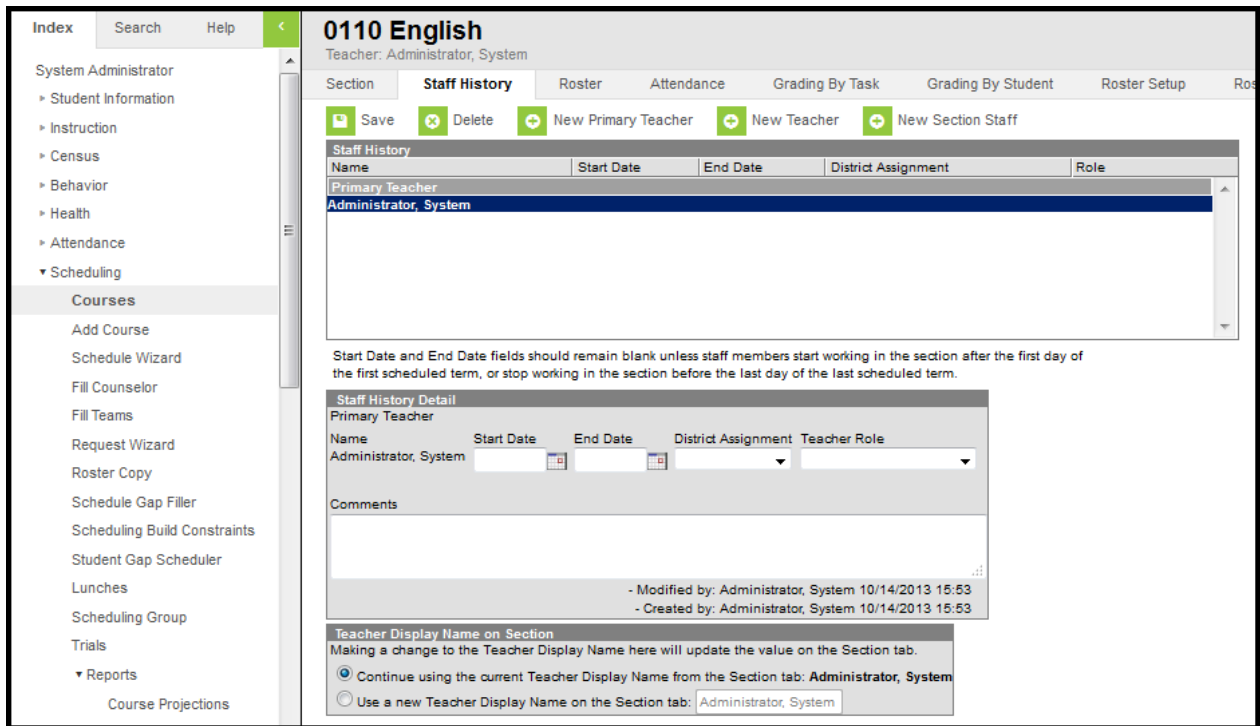 Index Search Help
System Administrator
Student Information
Instruction
Census
Behavior
Health
Attendance
Scheduling
Courses
Add Course
Schedule Wizard
Fill Counselor
Fill Teams
Request Wizard
Roster Copy
Schedule Gap Filler
Scheduling Build Constraints
Student Gap Scheduler
Lunches
Scheduling Group
Trials
Reports
Course Projections
0110 English
Teacher: Administrator, System
Section Staff History Roster Attendance Grading By Task Grading By Student Roster Setup Ros
Save Delete New Primary Teacher New Teacher New Section Staff
Staff History
Name Start Date End Date District Assignment Role
Primary Teacher
Administrator, System
Start Date and End Date fields should remain blank unless staff members start working in the section after the first day of
the first scheduled term, or stop working in the section before the last day of the last scheduled term.
Staff History Detail
Primary Teacher
Name Start Date End Date District Assignment Teacher Role
Administrator, System
Comments
- Modified by: Administrator, System 10/14/2013 15:53
- Created by: Administrator, System 10/14/2013 15:53
Teacher Display Name on Section
Making a change to the Teacher Display Name here will update the value on the Section tab.
Continue using the current Teacher Display Name from the Section tab: Administrator, System
Use a new Teacher Display Name on the Section tab: Administrator, System